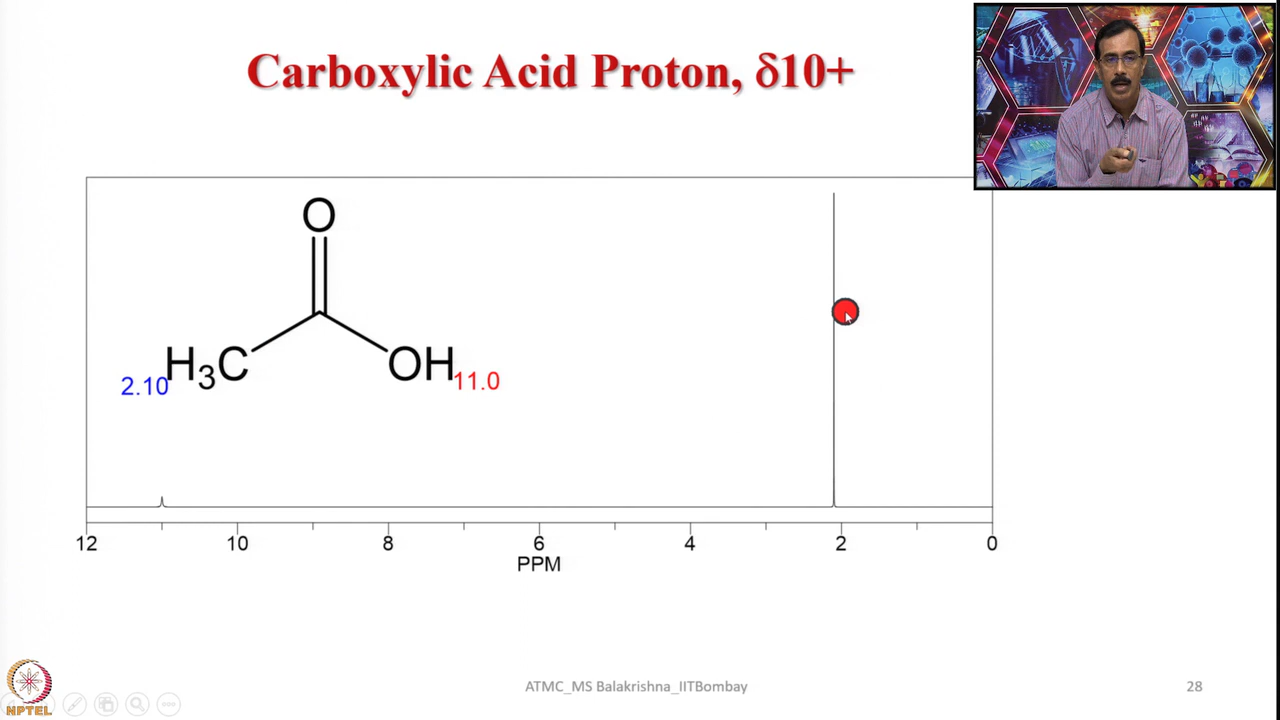 Carboxylic Acid Proton, δ10+
O
H3C
OH
2.10
11.0
12 10 8 6 4 2 0
PPM
NPTEL
ATMC_MS Balakrishna_IITBombay
28